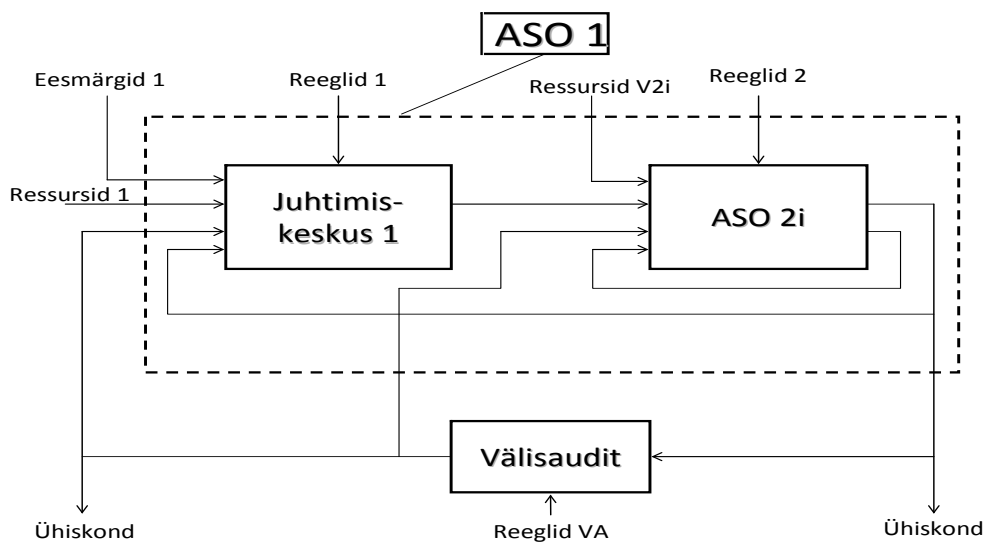 ASO 1
Eesmärgid 1
Reeglid 1
Ressursid V2i
Reeglid 2
Ressursid 1
Juhtimis-
keskus 1
ASO 2i
Välisaudit
Ühiskond
Reeglid VA
Ühiskond